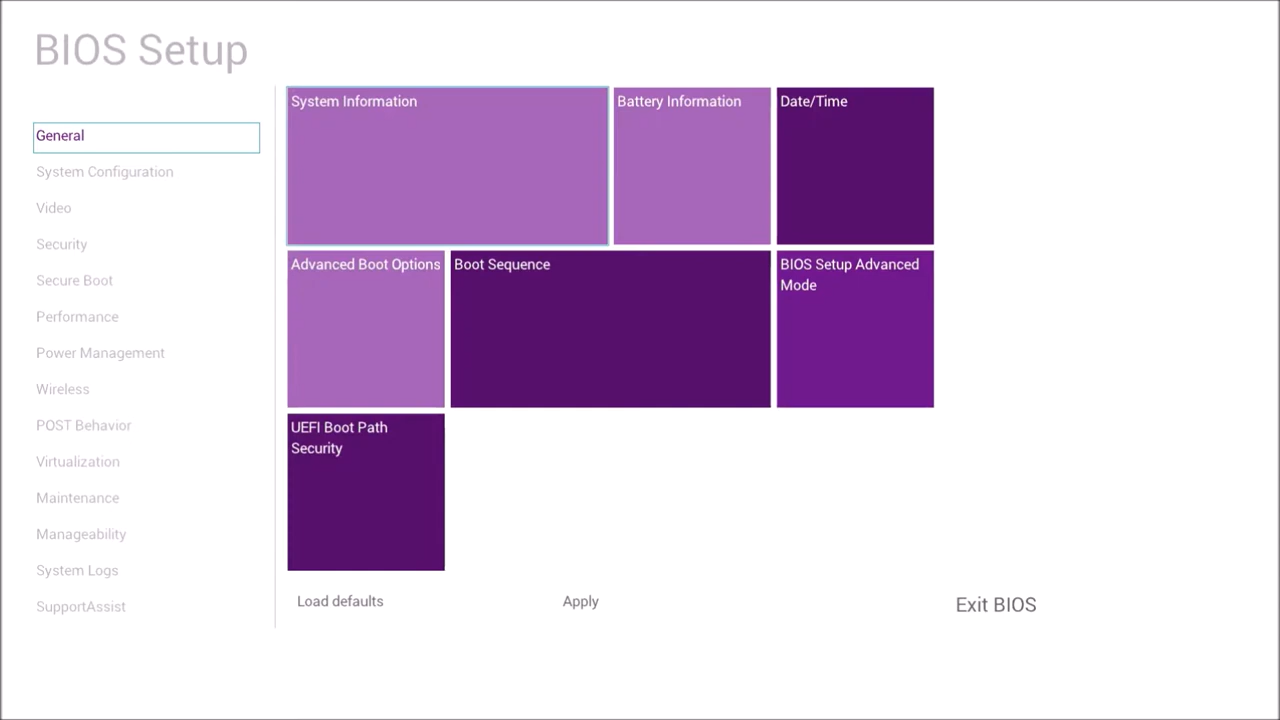 BIOS Setup
General
System Configuration
Video
Security
Secure Boot
Performance
Power Management
Wireless
POST Behavior
Virtualization
Maintenance
Manageability
System Logs
SupportAssist
System Information
Battery Information
Date/Time
Advanced Boot Options
Boot Sequence
BIOS Setup Advanced
Mode
UEFI Boot Path
Security
Load defaults
Apply
Exit BIOS